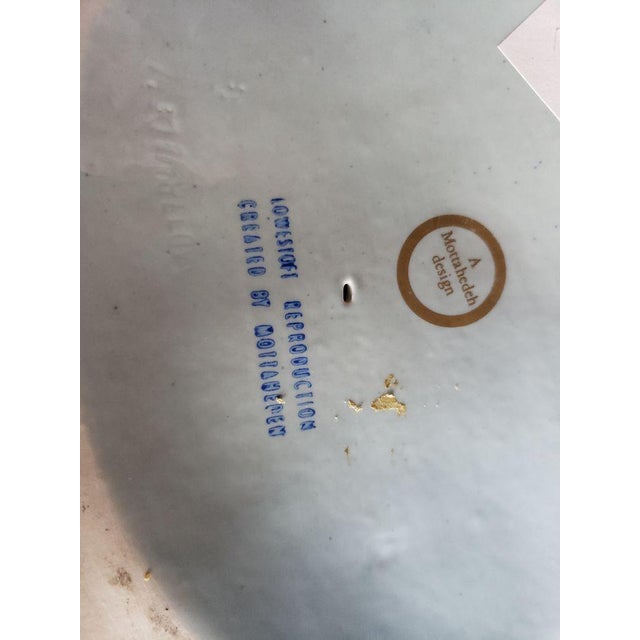 LOWESTOFT REPRODUCTION
CREATED BY MOTTAHEDEH
A
Mottahedeh
design